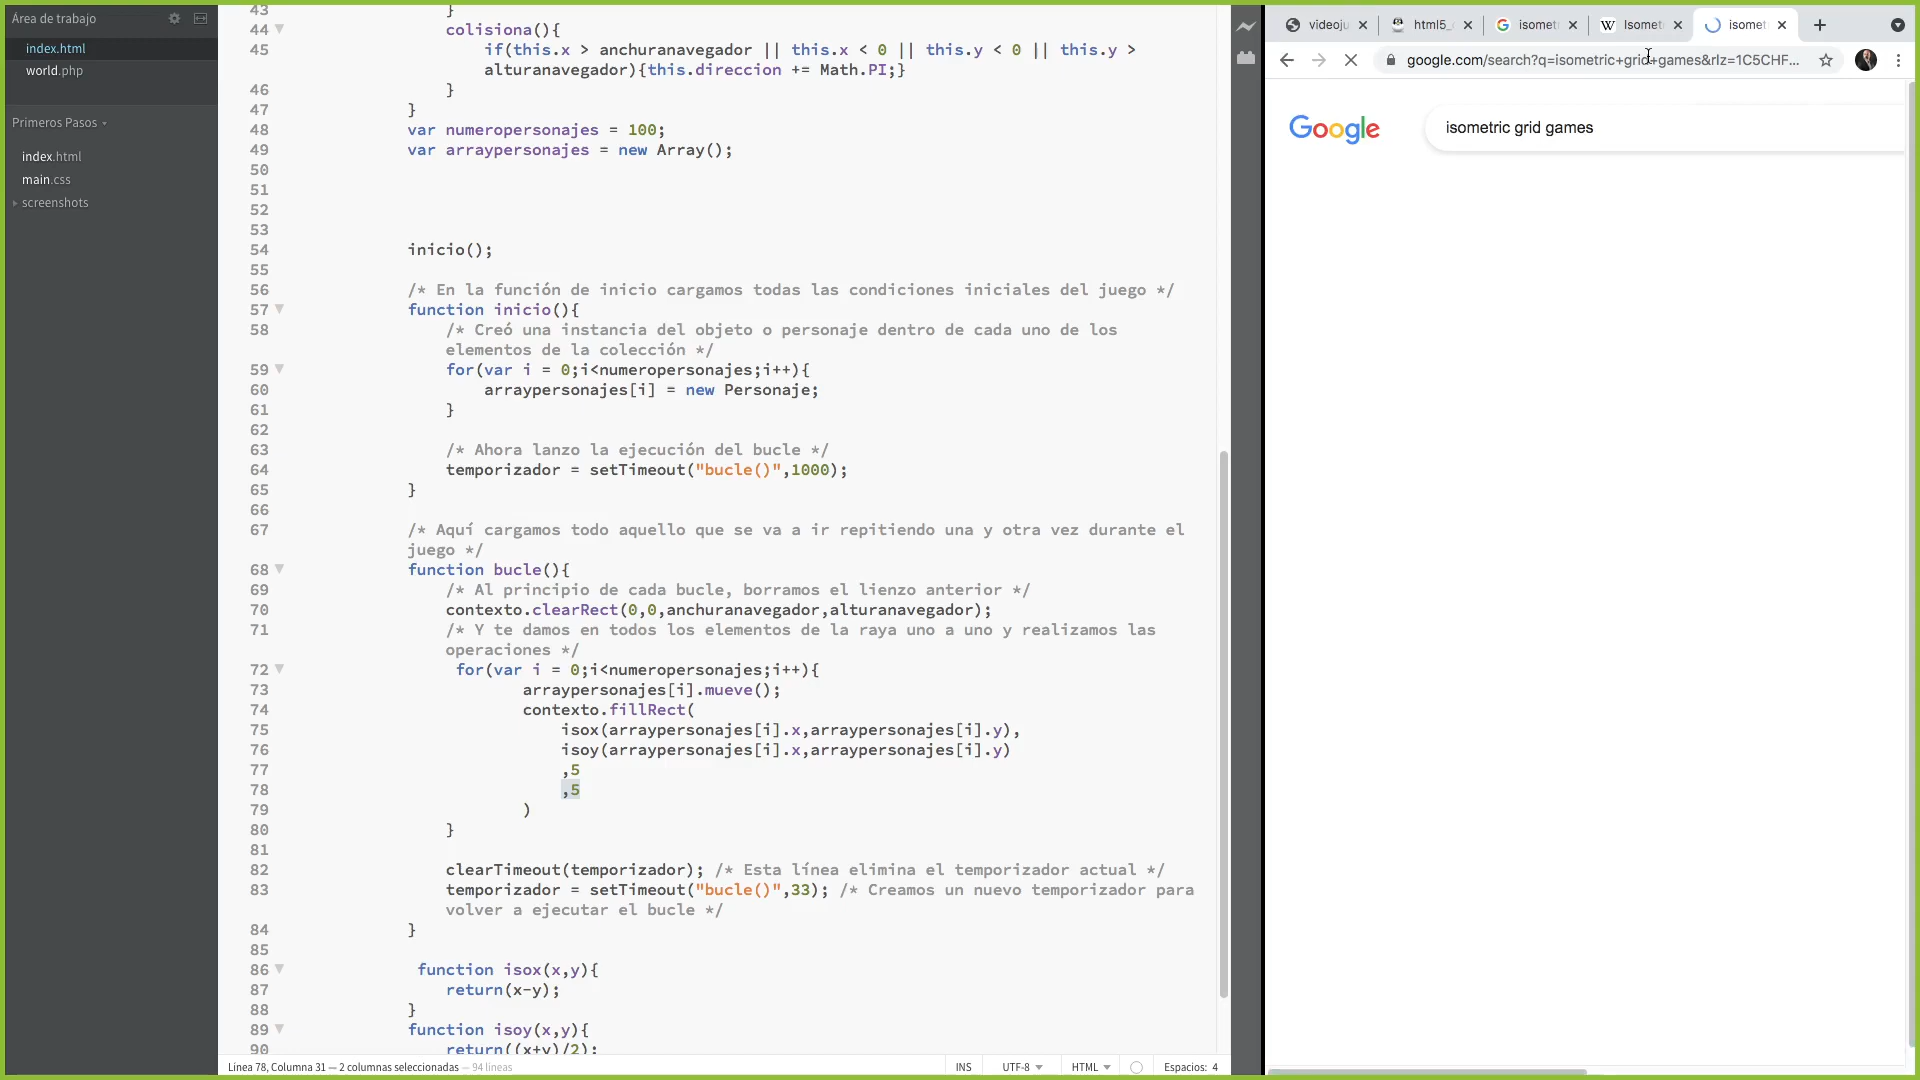 Área de trabajo
index.html
world.php
Primeros Pasos
index.html
main.css
screenshots
43 }
44 colisiona(){
45 if(this.x > anchuranavegador || this.x < 0 || this.y < 0 || this.y >
alturanavegador){this.direccion += Math.PI;}
46 }
47 }
48 var numeropersonajes = 100;
49 var arraypersonajes = new Array();
50
51
52
53
54 inicio();
55
56 /* En la función de inicio cargamos todas las condiciones iniciales del juego */
57 function inicio(){
58 /* Creó una instancia del objeto o personaje dentro de cada uno de los
elementos de la colección */
59 for(var i = 0;i<numeropersonajes;i++){
60 arraypersonajes[i] = new Personaje;
61 }
62
63 /* Ahora lanzo la ejecución del bucle */
64 temporizador = setTimeout("bucle()",1000);
65 }
66
67 /* Aquí cargamos todo aquello que se va a ir repitiendo una y otra vez durante el
juego */
68 function bucle(){
69 /* Al principio de cada bucle, borramos el lienzo anterior */
70 contexto.clearRect(0,0,anchuranavegador,alturanavegador);
71 /* Y te damos en todos los elementos de la raya uno a uno y realizamos las
operaciones */
72 for(var i = 0;i<numeropersonajes;i++){
73 arraypersonajes[i].mueve();
74 contexto.fillRect(
75 isox(arraypersonajes[i].x,arraypersonajes[i].y),
76 isoy(arraypersonajes[i].x,arraypersonajes[i].y)
77 ,5
78 ,5
79 )
80 }
81
82 clearTimeout(temporizador); /* Esta línea elimina el temporizador actual */
83 temporizador = setTimeout("bucle()",33); /* Creamos un nuevo temporizador para
volver a ejecutar el bucle */
84 }
85
86 function isox(x,y){
87 return(x-y);
88 }
89 function isoy(x,y){
90 return((x+y)/2);
Línea 78, Columna 31 — 2 columnas seleccionadas — 94 líneas
INS UTF-8 HTML Espacios: 4
videoju html5_ isomet Isomet isomet
google.com/search?q=isometric+grid+games&rlz=1C5CHF...
Google isometric grid games